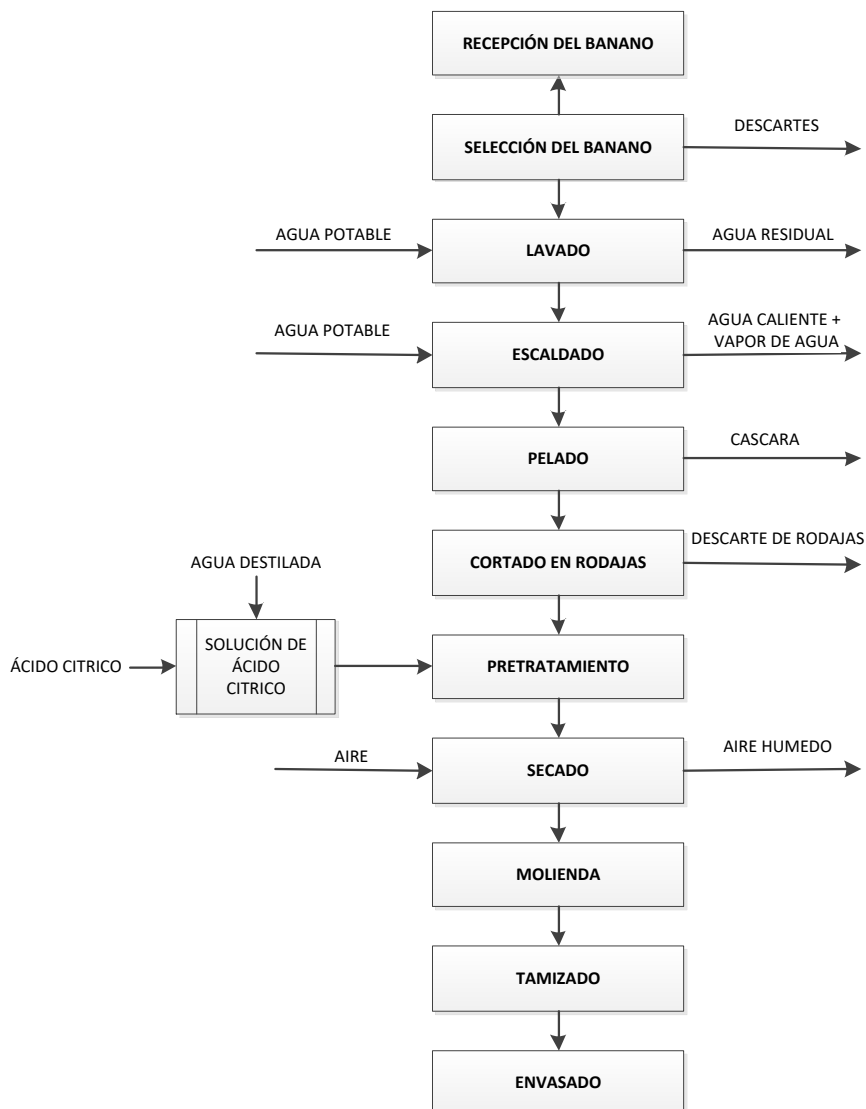 RECEPCIÓN DEL BANANO
SELECCIÓN DEL BANANO
DESCARTES
AGUA POTABLE
LAVADO
AGUA RESIDUAL
AGUA POTABLE
ESCALDADO
AGUA CALIENTE +
VAPOR DE AGUA
PELADO
CASCARA
CORTADO EN RODAJAS
DESCARTE DE RODAJAS
AGUA DESTILADA
ÁCIDO CITRICO
SOLUCIÓN DE
ÁCIDO
CITRICO
PRETRATAMIENTO
AIRE
SECADO
AIRE HUMEDO
MOLIENDA
TAMIZADO
ENVASADO